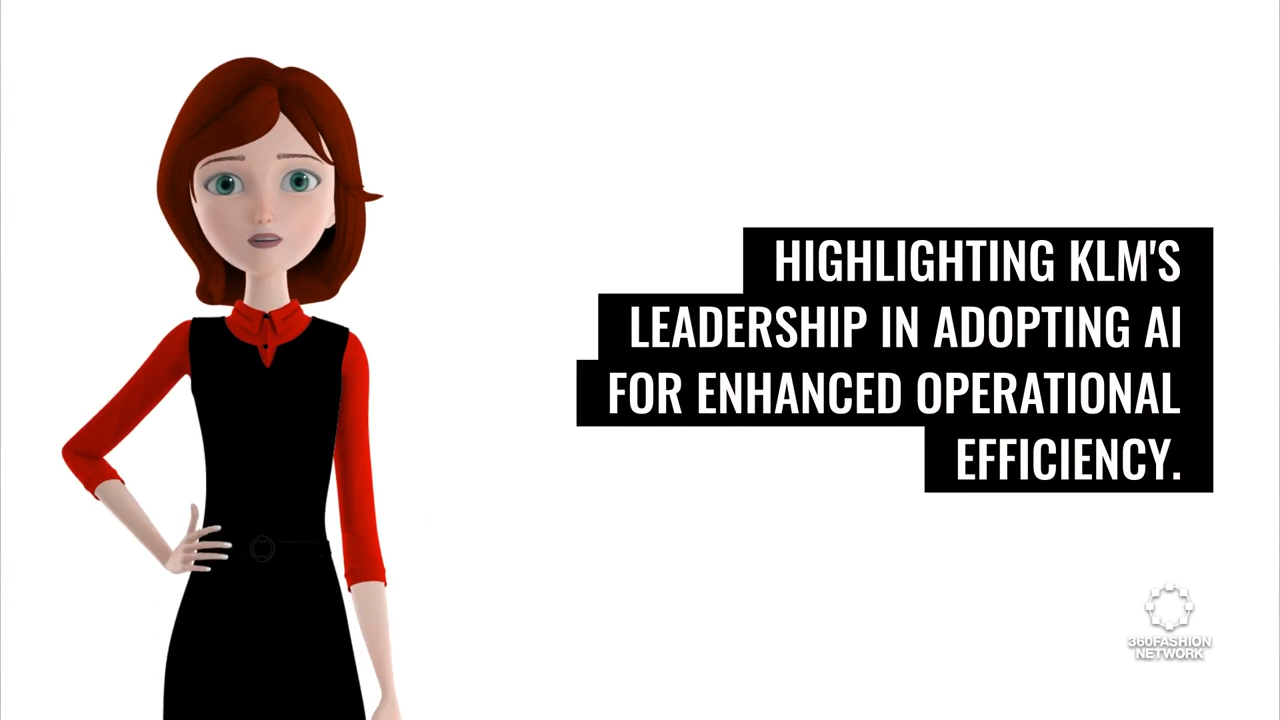 HIGHLIGHTING KLM'S
LEADERSHIP IN ADOPTING AI
FOR ENHANCED OPERATIONAL
EFFICIENCY.
360FASHION
NETWORK